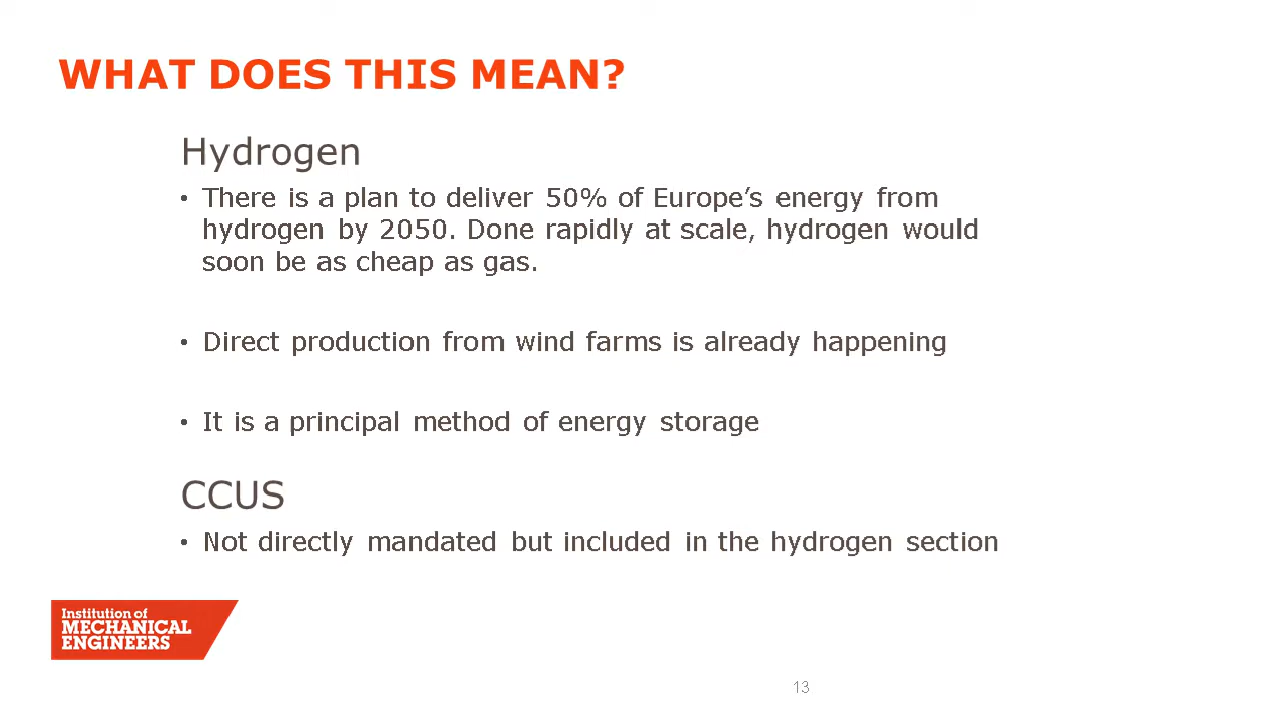 WHAT DOES THIS MEAN?
Hydrogen
• There is a plan to deliver 50% of Europe’s energy from
hydrogen by 2050. Done rapidly at scale, hydrogen would
soon be as cheap as gas.
• Direct production from wind farms is already happening
• It is a principal method of energy storage
CCUS
• Not directly mandated but included in the hydrogen section
Institution of
MECHANICAL
ENGINEERS
13